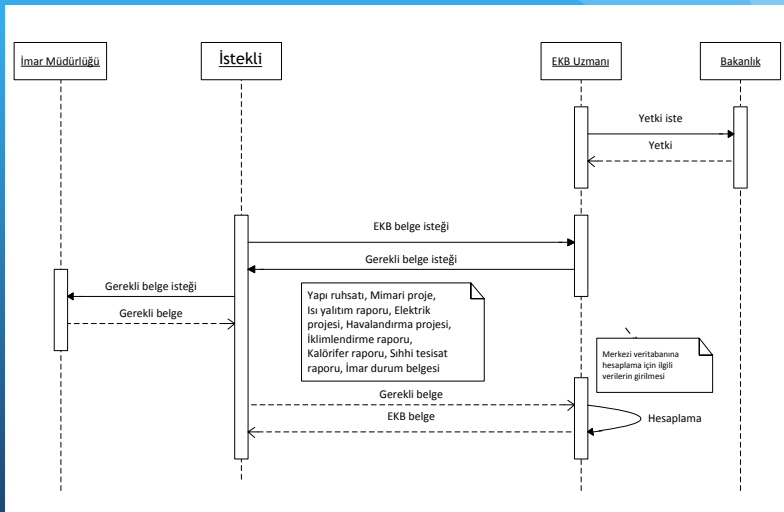 İmar Müdürlüğü
İstekli
EKB Uzmanı
Bakanlık
Yetki iste
Yetki
EKB belge isteği
Gerekli belge isteği
Gerekli belge isteği
Gerekli belge
Yapı ruhsatı, Mimari proje,
Isı yalıtım raporu, Elektrik
projesi, Havalandırma projesi,
İklimlendirme raporu,
Kalörifer raporu, Sıhhi tesisat
raporu, İmar durum belgesi
Merkezi veritabanına
hesaplama için ilgili
verilerin girilmesi
Gerekli belge
EKB belge
Hesaplama